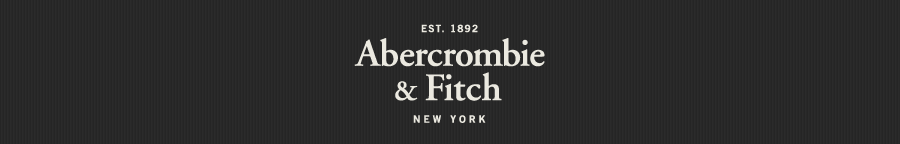 EST. 1892
Abercrombie
& Fitch
NEW YORK